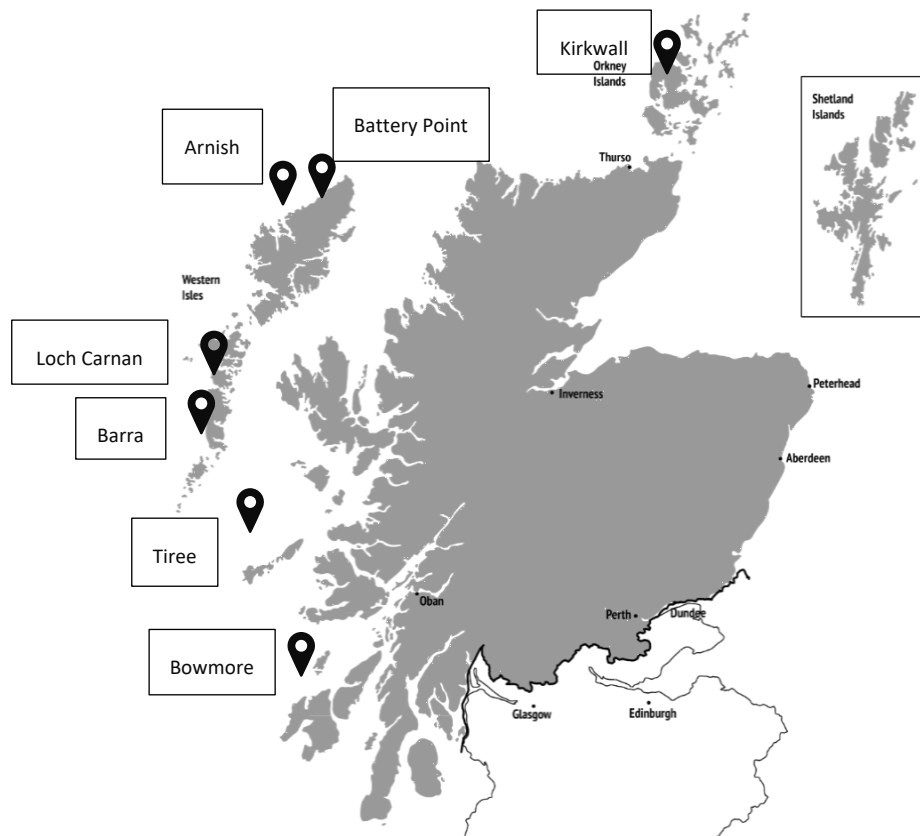 Kirkwall
Orkney
Islands
Shetland
Islands
Battery Point
Arnish
Thurso
Western
Isles
Loch Carnan
Inverness
Peterhead
Barra
Aberdeen
Tiree
Oban
Perth
Dundge
Bowmore
Glasgow
Edinburgh